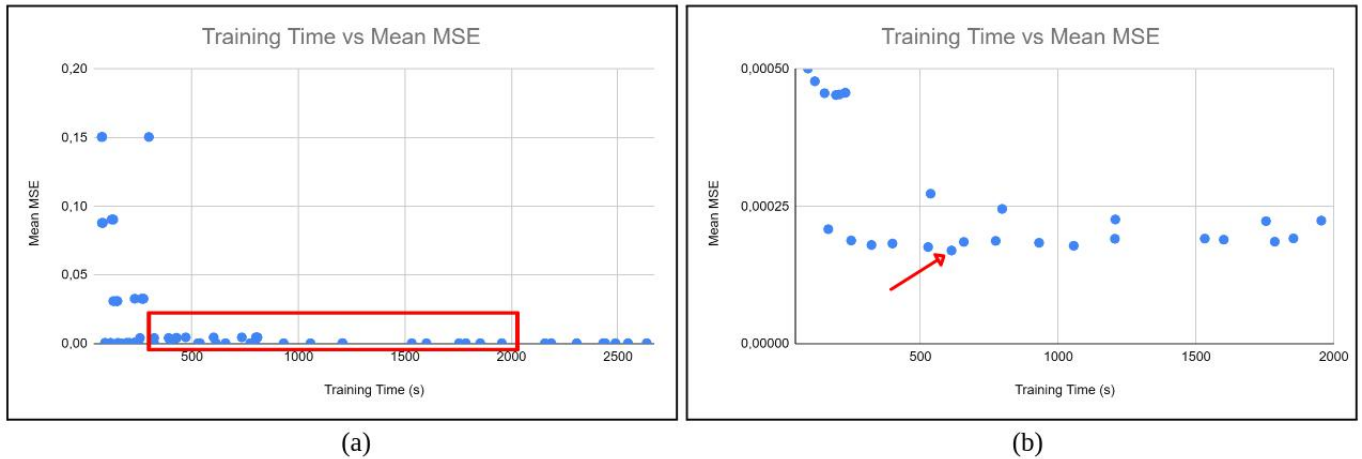 Training Time vs Mean MSE
0,20
0,15
0,10
0,05
0,00
Mean MSE
500
1000
1500
2000
2500
Training Time (s)
(a)
Training Time vs Mean MSE
0,00050
0,00025
0,00000
Mean MSE
500
1000
1500
2000
Training Time (s)
(b)